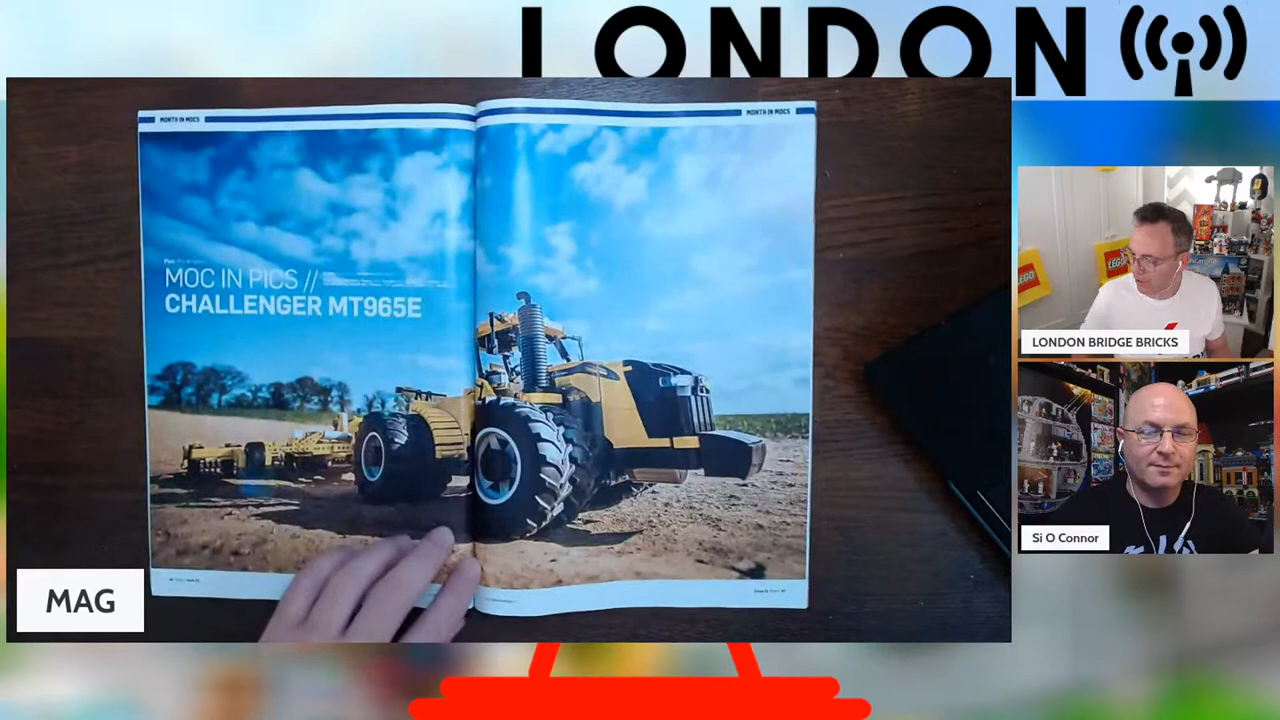 LONDON
MONTH IN MOCS
MONTH IN MOCS
MOC IN PICS //
CHALLENGER MT965E
MAG
LEGO
LEGO
LONDON BRIDGE BRICKS
Si O Connor